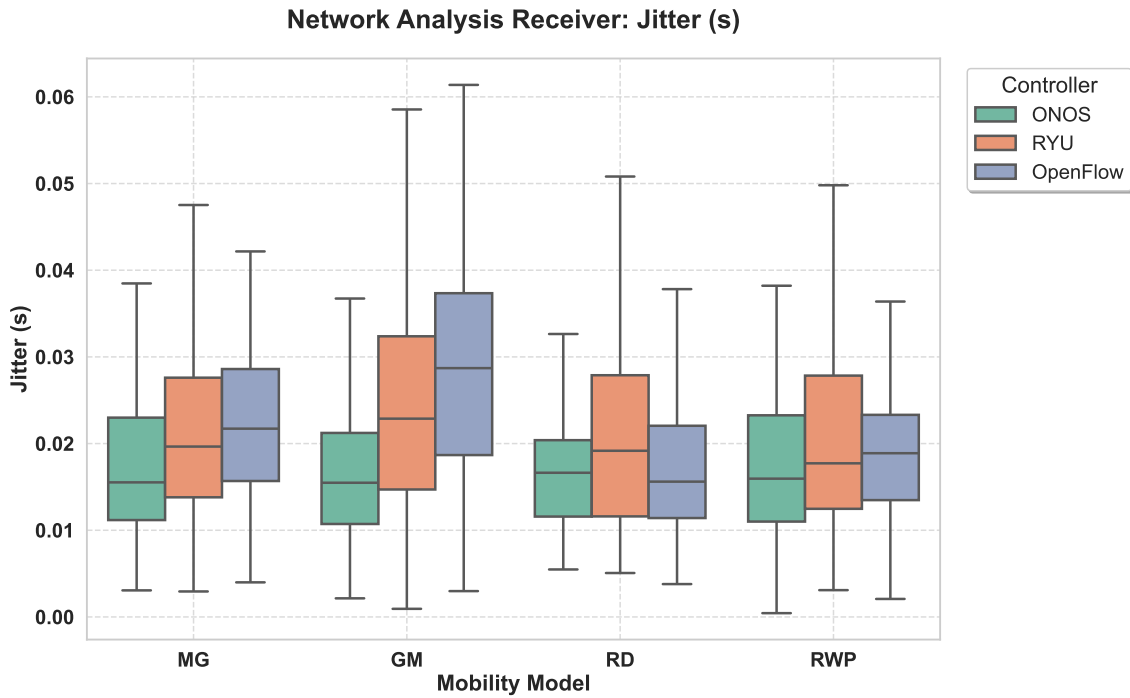 Network Analysis Receiver: Jitter (s)
Controller
ONOS
RYU
OpenFlow
Jitter (s)
0.06
0.05
0.04
0.03
0.02
0.01
0.00
MG GM RD RWP
Mobility Model